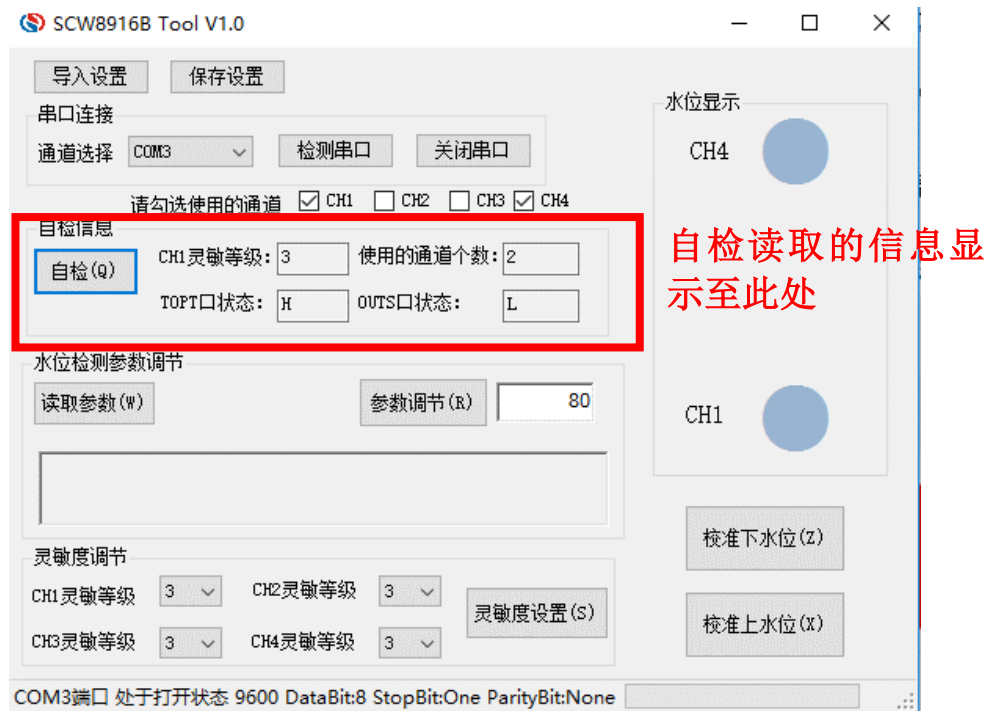 SCW8916B Tool V1.0
导入设置 保存设置
串口连接
通道选择 COM3 检测串口 关闭串口
请勾选使用的通道 CH1 CH2 CH3 CH4
自检信息
自检(Q) CH1灵敏等级: 3 使用的通道个数: 2
TOPT口状态: H OUTS口状态: L
水位检测参数调节
读取参数(W) 参数调节(R) 80
灵敏度调节
CH1灵敏等级 3 CH2灵敏等级 3
灵敏度设置(S)
CH3灵敏等级 3 CH4灵敏等级 3
水位显示
CH4
自检读取的信息显
示至此处
CH1
校准下水位(Z)
校准上水位(X)
COM3端口 处于打开状态 9600 DataBit:8 StopBit:One ParityBit:None